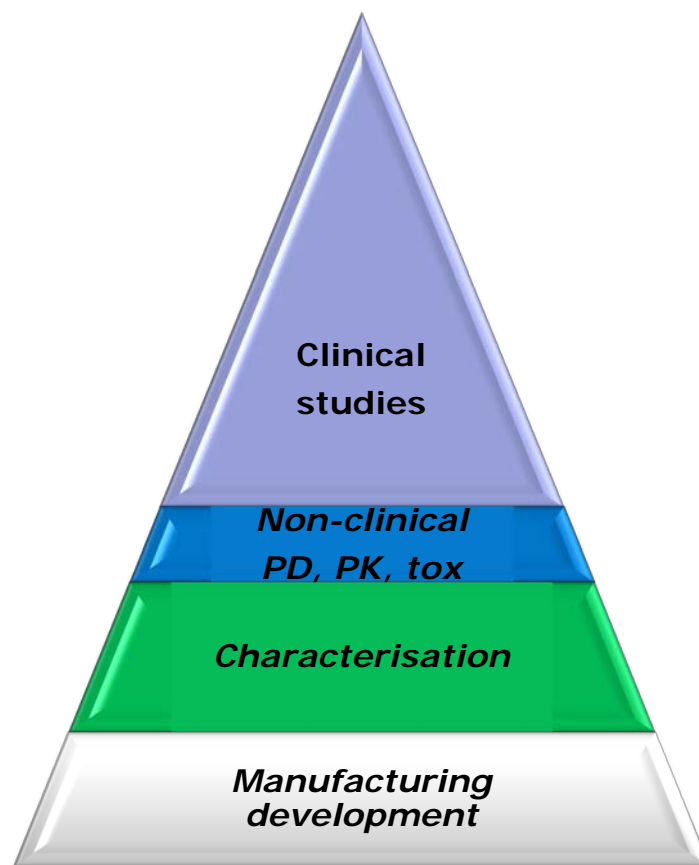 Clinical
studies
Non-clinical
PD, PK, tox
Characterisation
Manufacturing
development